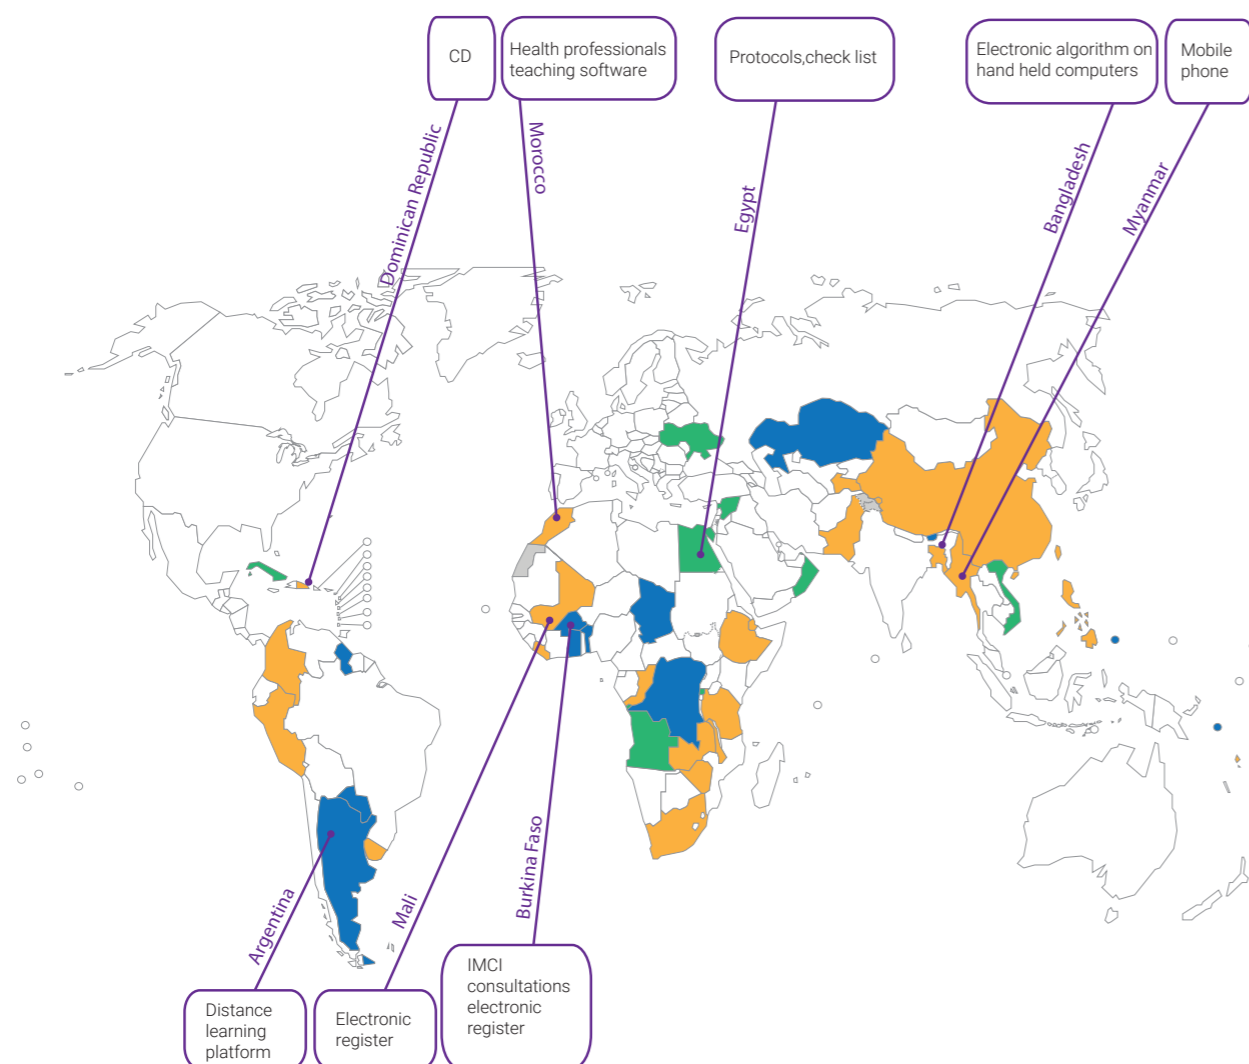 CD
Health professionals
teaching software
Protocols,check list
Electronic algorithm on
hand held computers
Mobile
phone
Dominican Republic
Morocco
Egypt
Bangladesh
Myanmar
Argentina
Mali
Burkina Faso
Distance
learning
platform
Electronic
register
IMCI
consultations
electronic
register